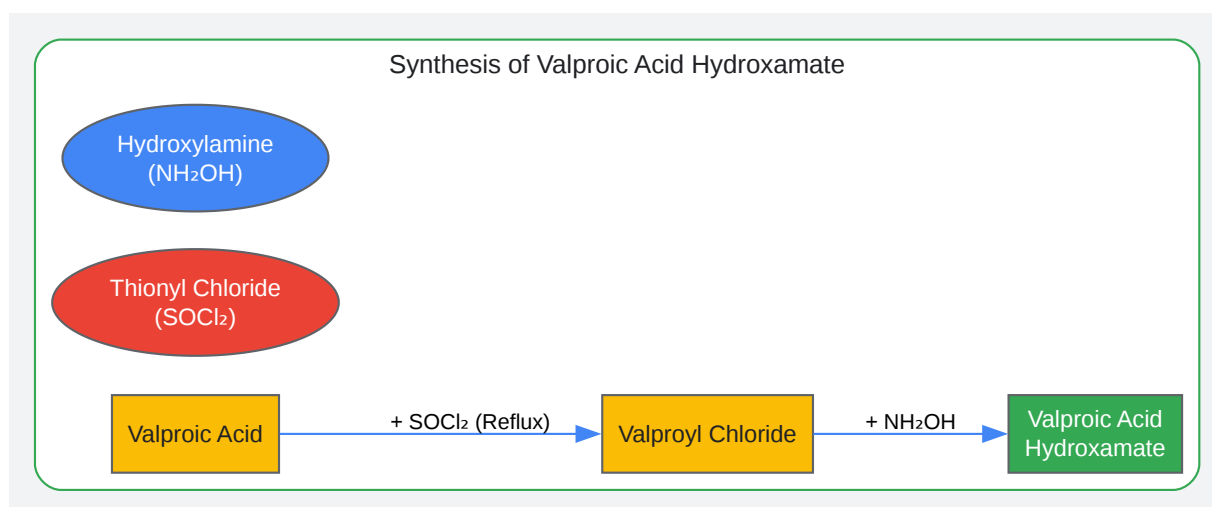 Synthesis of Valproic Acid Hydroxamate
Hydroxylamine
(NH₂OH)
Thionyl Chloride
(SOCl₂)
Valproic Acid
+ SOCl₂ (Reflux)
Valproyl Chloride
+ NH₂OH
Valproic Acid
Hydroxamate